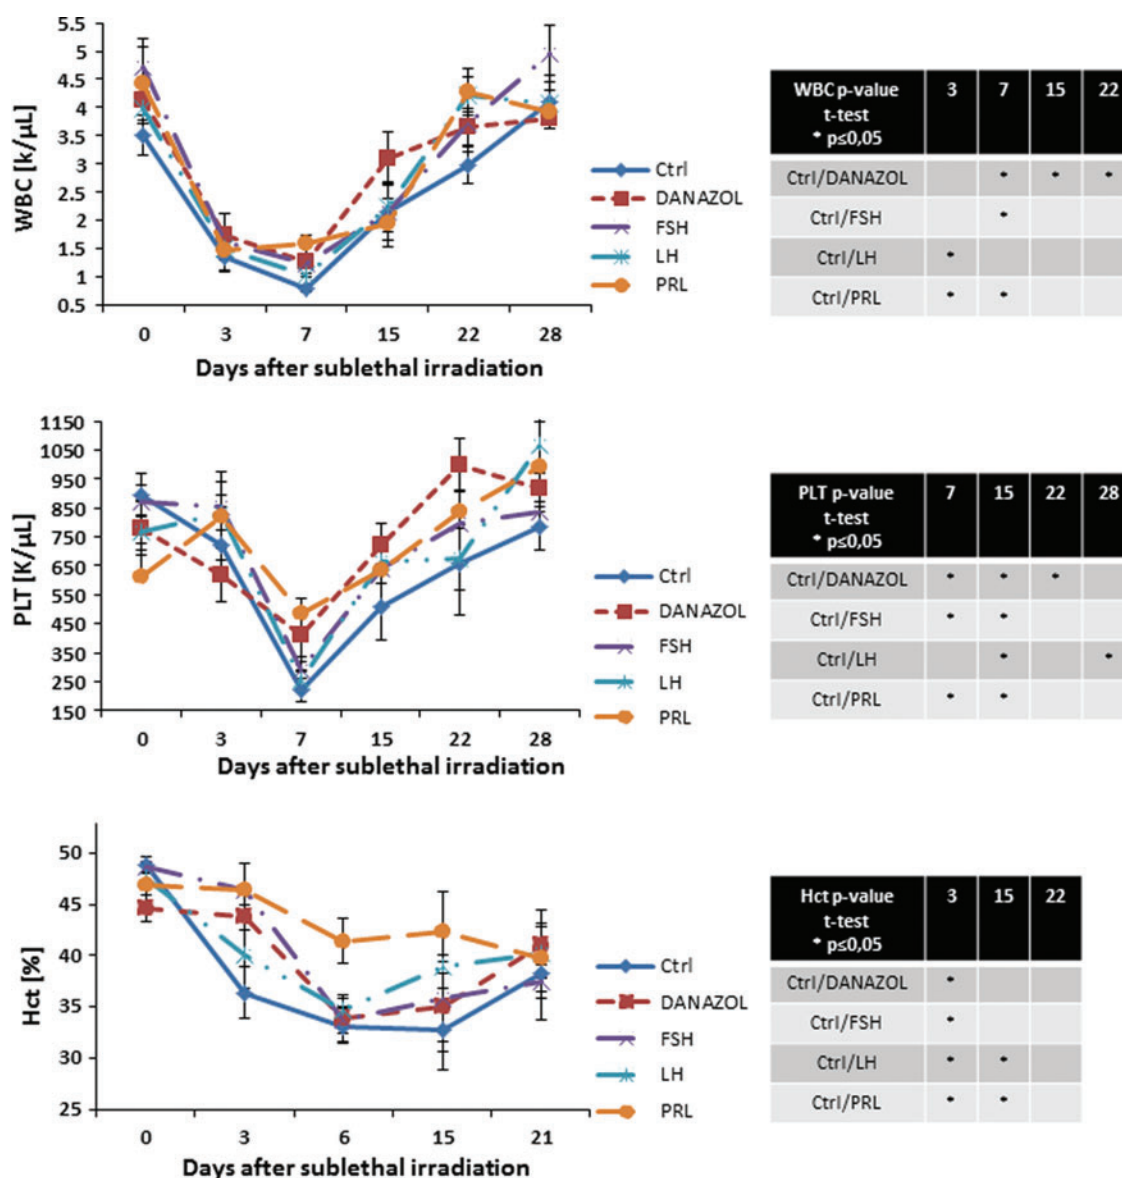 5.5
5
4.5
4
3.5
3
2.5
2
1.5
1
0.5
WBC [k/µL]
0 3 7 15 22 28
Days after sublethal irradiation
Ctrl
DANAZOL
FSH
LH
PRL
WBC p-value 3 7 15 22
t-test
* p≤0,05
Ctrl/DANAZOL * * *
Ctrl/FSH *
Ctrl/LH *
Ctrl/PRL * *
1150
1050
950
850
750
650
550
450
350
250
150
PLT [K/µL]
0 3 7 15 22 28
Days after sublethal irradiation
Ctrl
DANAZOL
FSH
LH
PRL
PLT p-value 7 15 22 28
t-test
* p≤0,05
Ctrl/DANAZOL * * *
Ctrl/FSH * *
Ctrl/LH * *
Ctrl/PRL * *
50
45
40
35
30
25
Hct [%]
0 3 6 15 21
Days after sublethal irradiation
Ctrl
DANAZOL
FSH
LH
PRL
Hct p-value 3 15 22
t-test
* p≤0,05
Ctrl/DANAZOL *
Ctrl/FSH *
Ctrl/LH * *
Ctrl/PRL * *